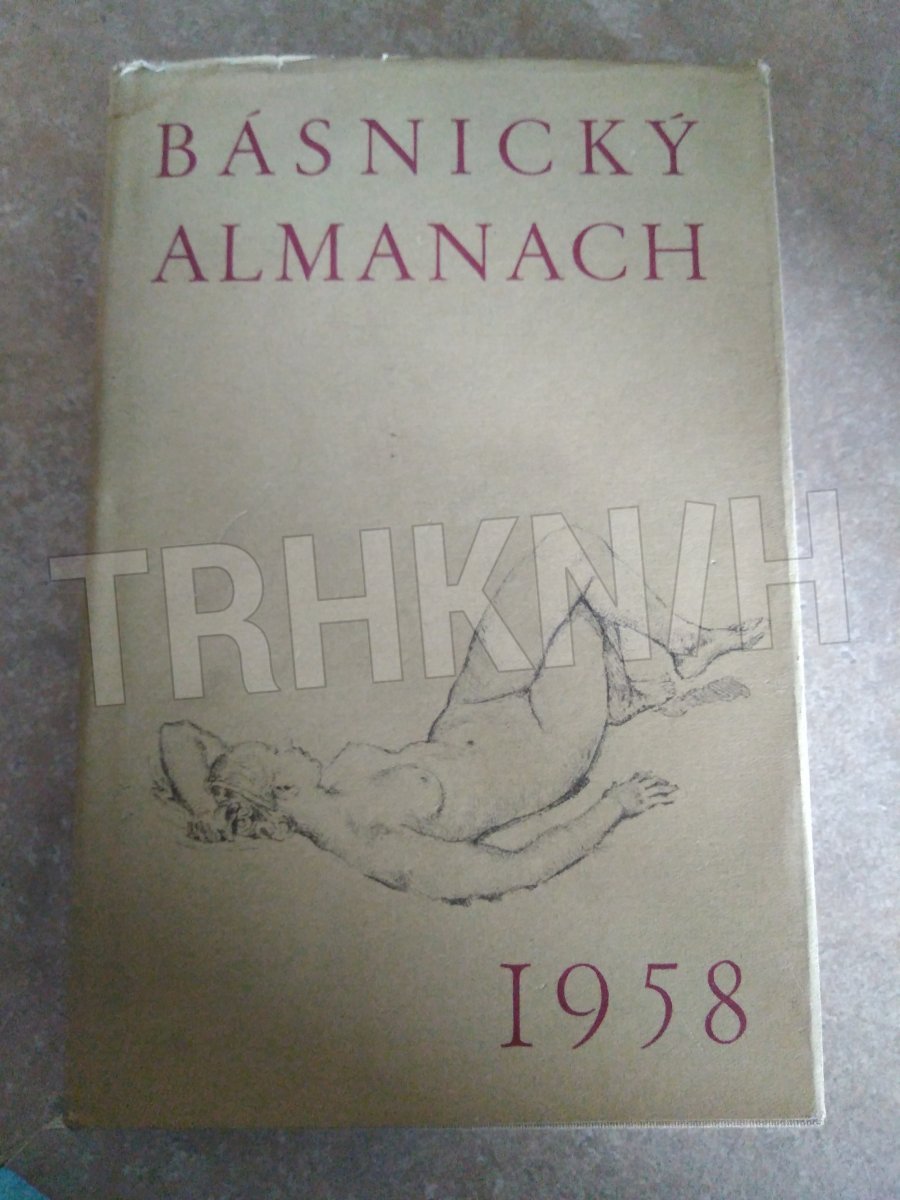 BÁSNICKÝ
ALMANACH
TRHKNIH
1958